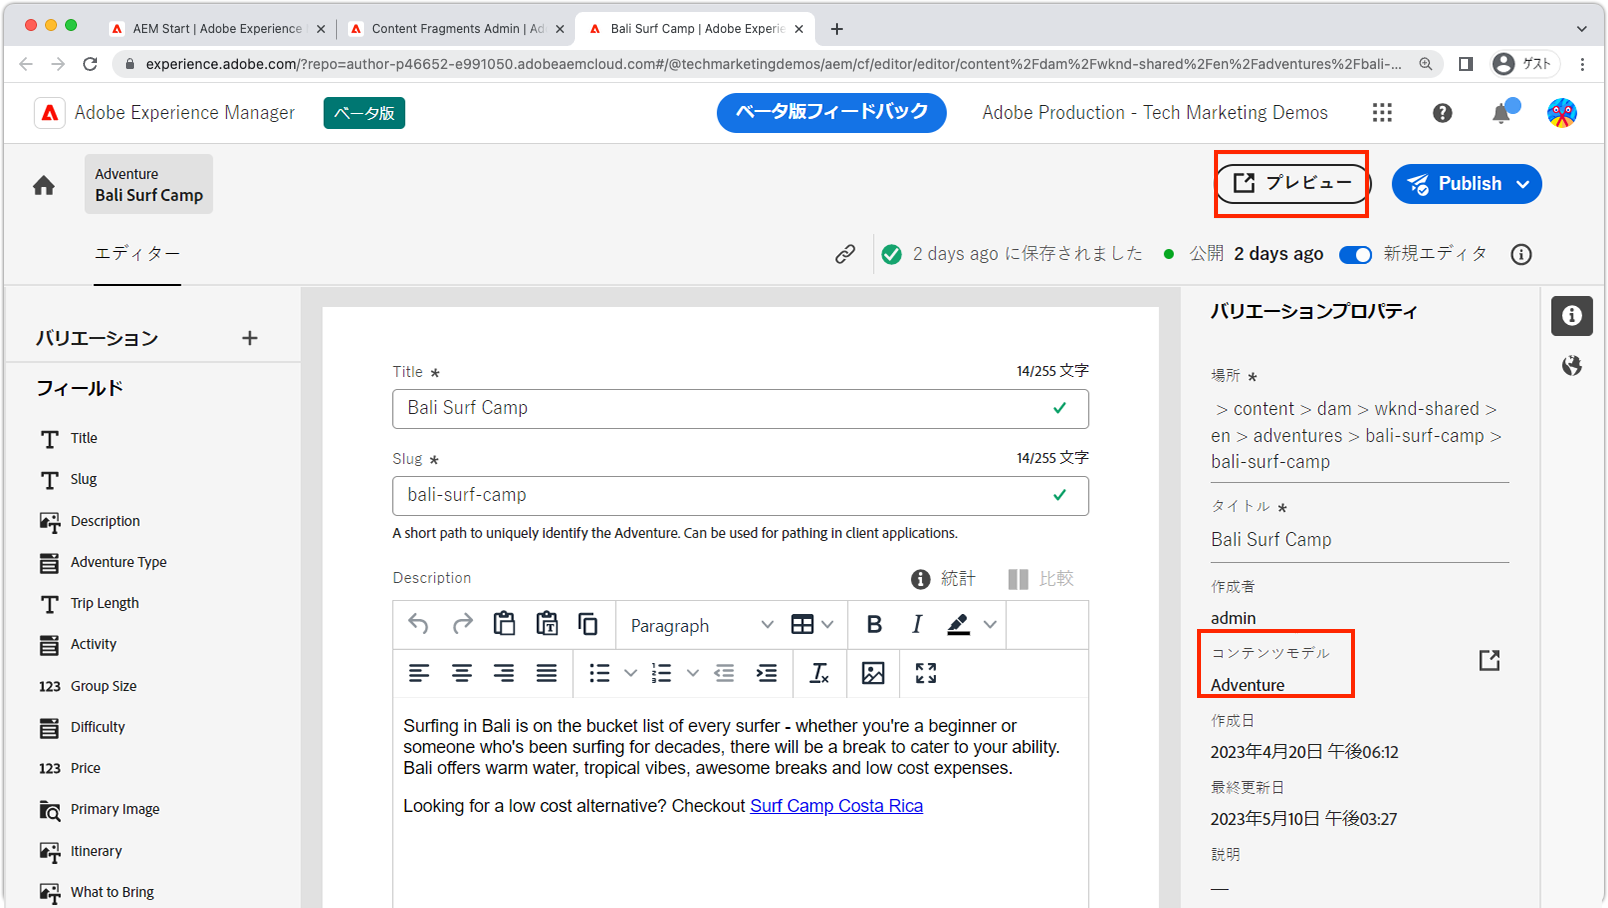 AEM Start | Adobe Experience
Content Fragments Admin | Ad
Bali Surf Camp | Adobe Experie
experience.adobe.com/?repo=author-p46652-e991050.adobeaemcloud.com#/@techmarketingdemos/aem/cf/editor/editor/content%2Fdam%2Fwknd-shared%2Fen%2Fadventures%2Fbali-...
ゲスト
Adobe Experience Manager
ベータ版
ベータ版フィードバック
Adobe Production - Tech Marketing Demos
Adventure
Bali Surf Camp
プレビュー
Publish
エディター
2 days ago に保存されました
公開 2 days ago
新規エディタ
バリエーション
フィールド
Title
Slug
Description
Adventure Type
Trip Length
Activity
123 Group Size
Difficulty
123 Price
Primary Image
Itinerary
What to Bring
Title *
14/255 文字
Bali Surf Camp
Slug *
14/255 文字
bali-surf-camp
A short path to uniquely identify the Adventure. Can be used for pathing in client applications.
Description
統計
比較
Paragraph
B
I
Surfing in Bali is on the bucket list of every surfer - whether you're a beginner or
someone who's been surfing for decades, there will be a break to cater to your ability.
Bali offers warm water, tropical vibes, awesome breaks and low cost expenses.
Looking for a low cost alternative? Checkout Surf Camp Costa Rica
バリエーションプロパティ
場所 *
> content > dam > wknd-shared >
en > adventures > bali-surf-camp >
bali-surf-camp
タイトル *
Bali Surf Camp
作成者
admin
コンテンツモデル
Adventure
作成日
2023年4月20日 午後06:12
最終更新日
2023年5月10日 午後03:27
説明
—